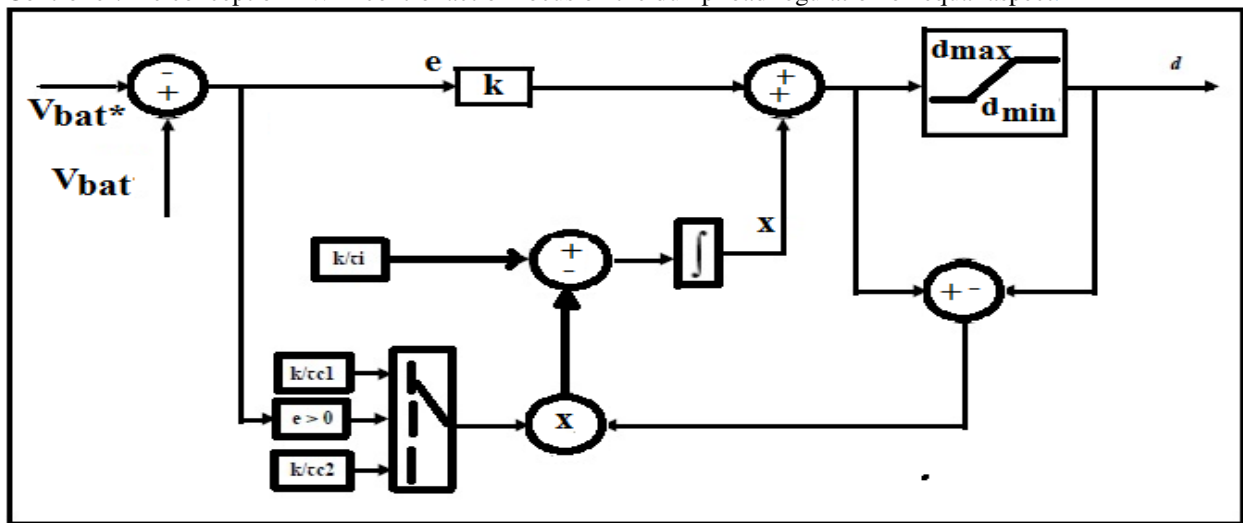 e
k
+
+
dmax
dmin
d
-
+
Vbat*
Vbat
k/τi
+
-
∫
x
+ -
k/τc1
e > 0
k/τc2
x